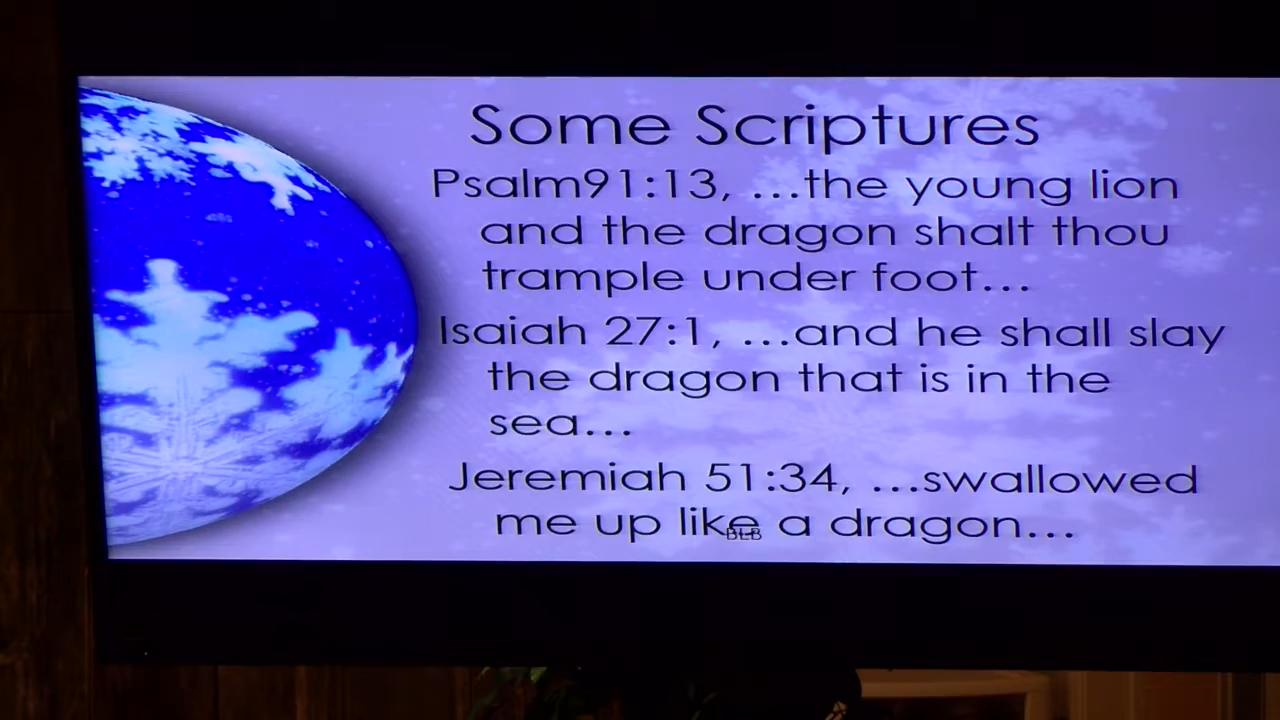 Some Scriptures
Psalm91:13, ...the young lion
and the dragon shalt thou
trample under foot...
Isaiah 27:1, ...and he shall slay
the dragon that is in the
sea...
Jeremiah 51:34, ...swallowed
me up like a dragon...
BLB